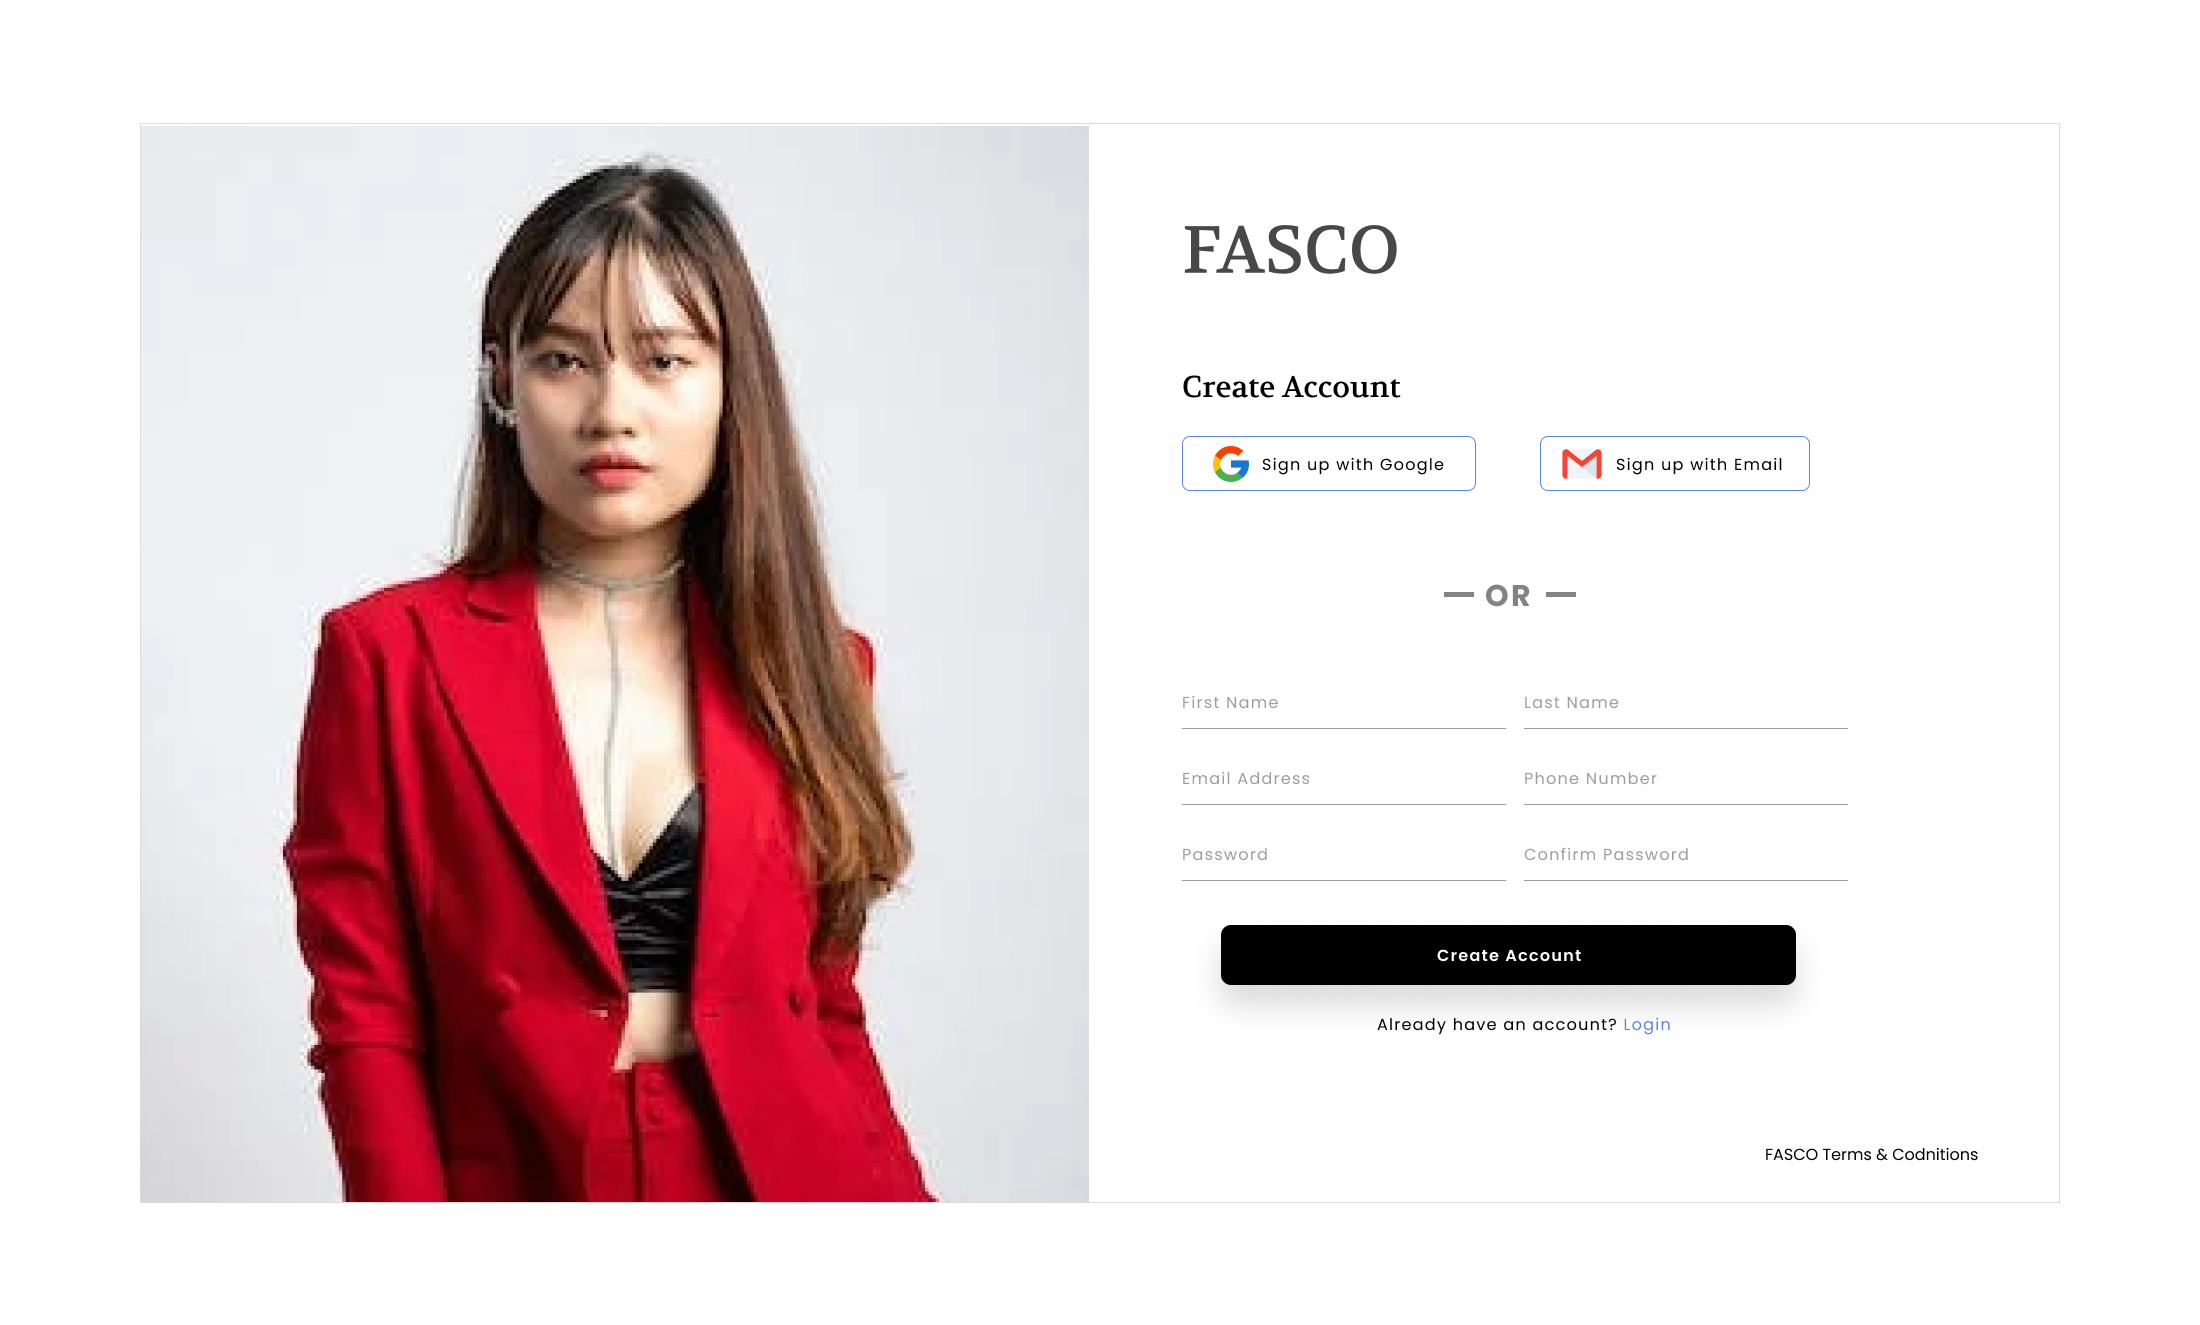 FASCO
Create Account
Sign up with Google
Sign up with Email
OR
First Name
Last Name
Email Address
Phone Number
Password
Confirm Password
Create Account
Already have an account? Login
FASCO Terms & Codnitions